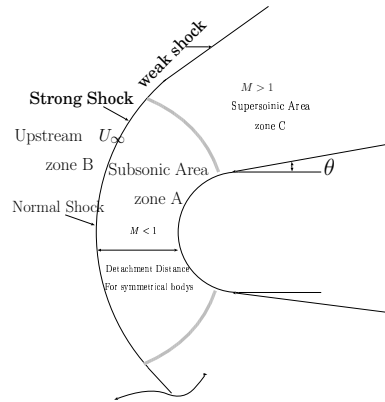 weak shock
M > 1
Supersoinic Area
zone C
Strong Shock
Upstream U∞
zone B
Subsonic Area
zone A
θ
Normal Shock
M < 1
Detachment Distance
For symmetrical bodys